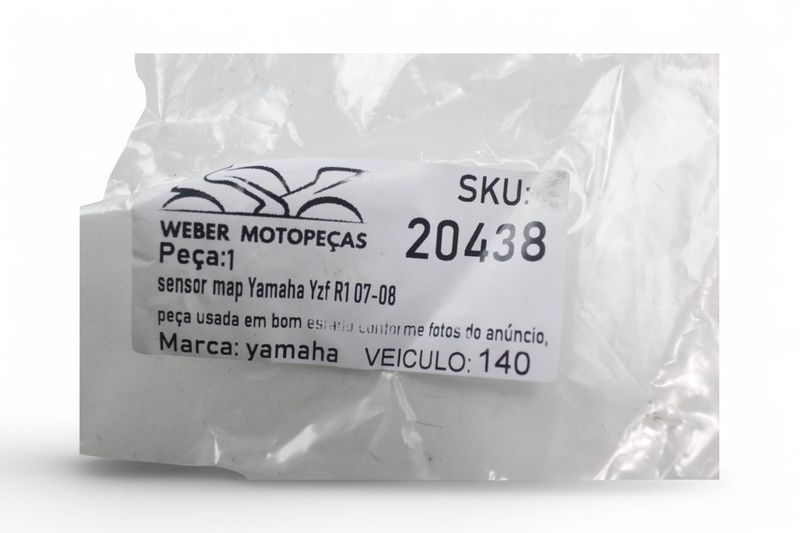 SKU:
20438
WEBER MOTOPEÇAS
Peça:1
sensor map Yamaha Yzf R1 07-08
peça usada em bom estado conforme fotos do anúncio,
Marca: yamaha VEICULO: 140